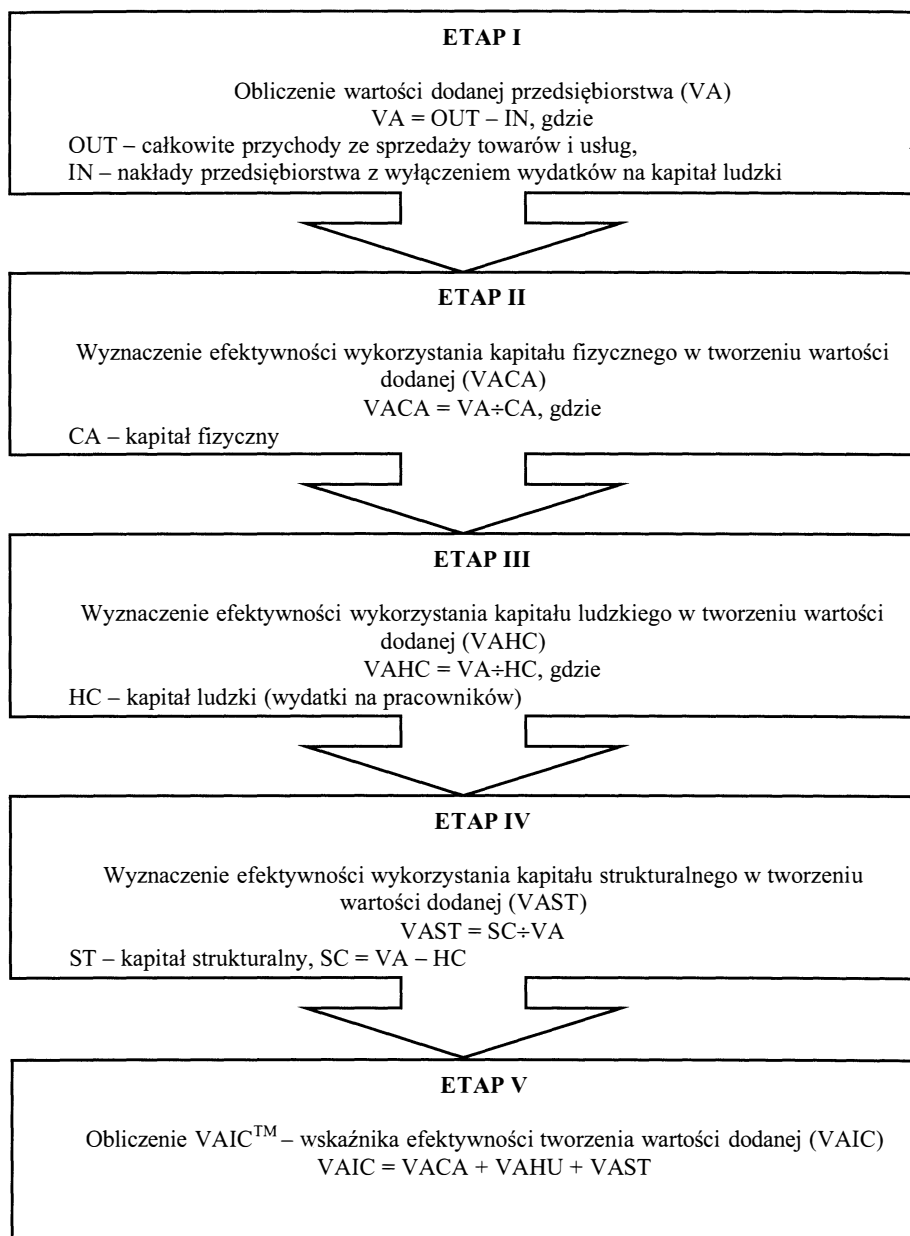 ETAP I
Obliczenie wartości dodanej przedsiębiorstwa (VA)
VA = OUT – IN, gdzie
OUT – całkowite przychody ze sprzedaży towarów i usług,
IN – nakłady przedsiębiorstwa z wyłączeniem wydatków na kapitał ludzki
ETAP II
Wyznaczenie efektywności wykorzystania kapitału fizycznego w tworzeniu wartości
dodanej (VACA)
VACA = VA÷CA, gdzie
CA – kapitał fizyczny
ETAP III
Wyznaczenie efektywności wykorzystania kapitału ludzkiego w tworzeniu wartości
dodanej (VAHC)
VAHC = VA÷HC, gdzie
HC – kapitał ludzki (wydatki na pracowników)
ETAP IV
Wyznaczenie efektywności wykorzystania kapitału strukturalnego w tworzeniu
wartości dodanej (VAST)
VAST = SC÷VA
ST – kapitał strukturalny, SC = VA – HC
ETAP V
Obliczenie VAIC™ – wskaźnika efektywności tworzenia wartości dodanej (VAIC)
VAIC = VACA + VAHU + VAST